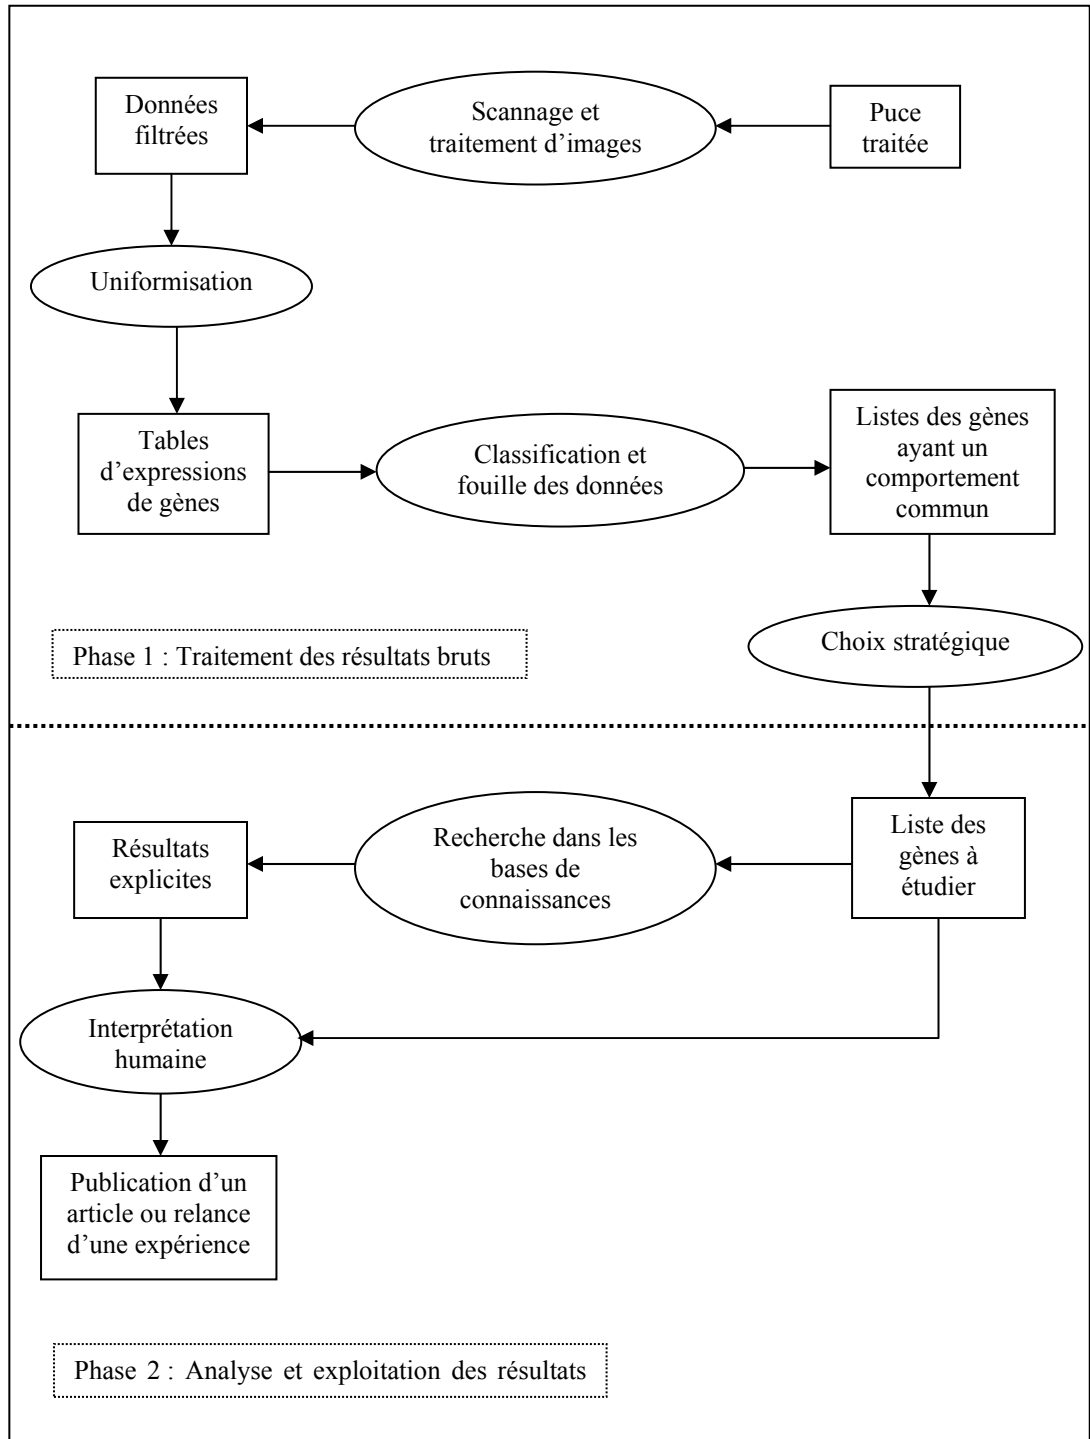 Puce
traitée
Scannage et
traitement d’images
Données
filtrées
Uniformisation
Tables
d’expressions
de gènes
Classification et
fouille des données
Listes des gènes
ayant un
comportement
commun
Choix stratégique
Phase 1 : Traitement des résultats bruts
Liste des
gènes à
étudier
Recherche dans les
bases de
connaissances
Résultats
explicites
Interprétation
humaine
Publication d’un
article ou relance
d’une expérience
Phase 2 : Analyse et exploitation des résultats